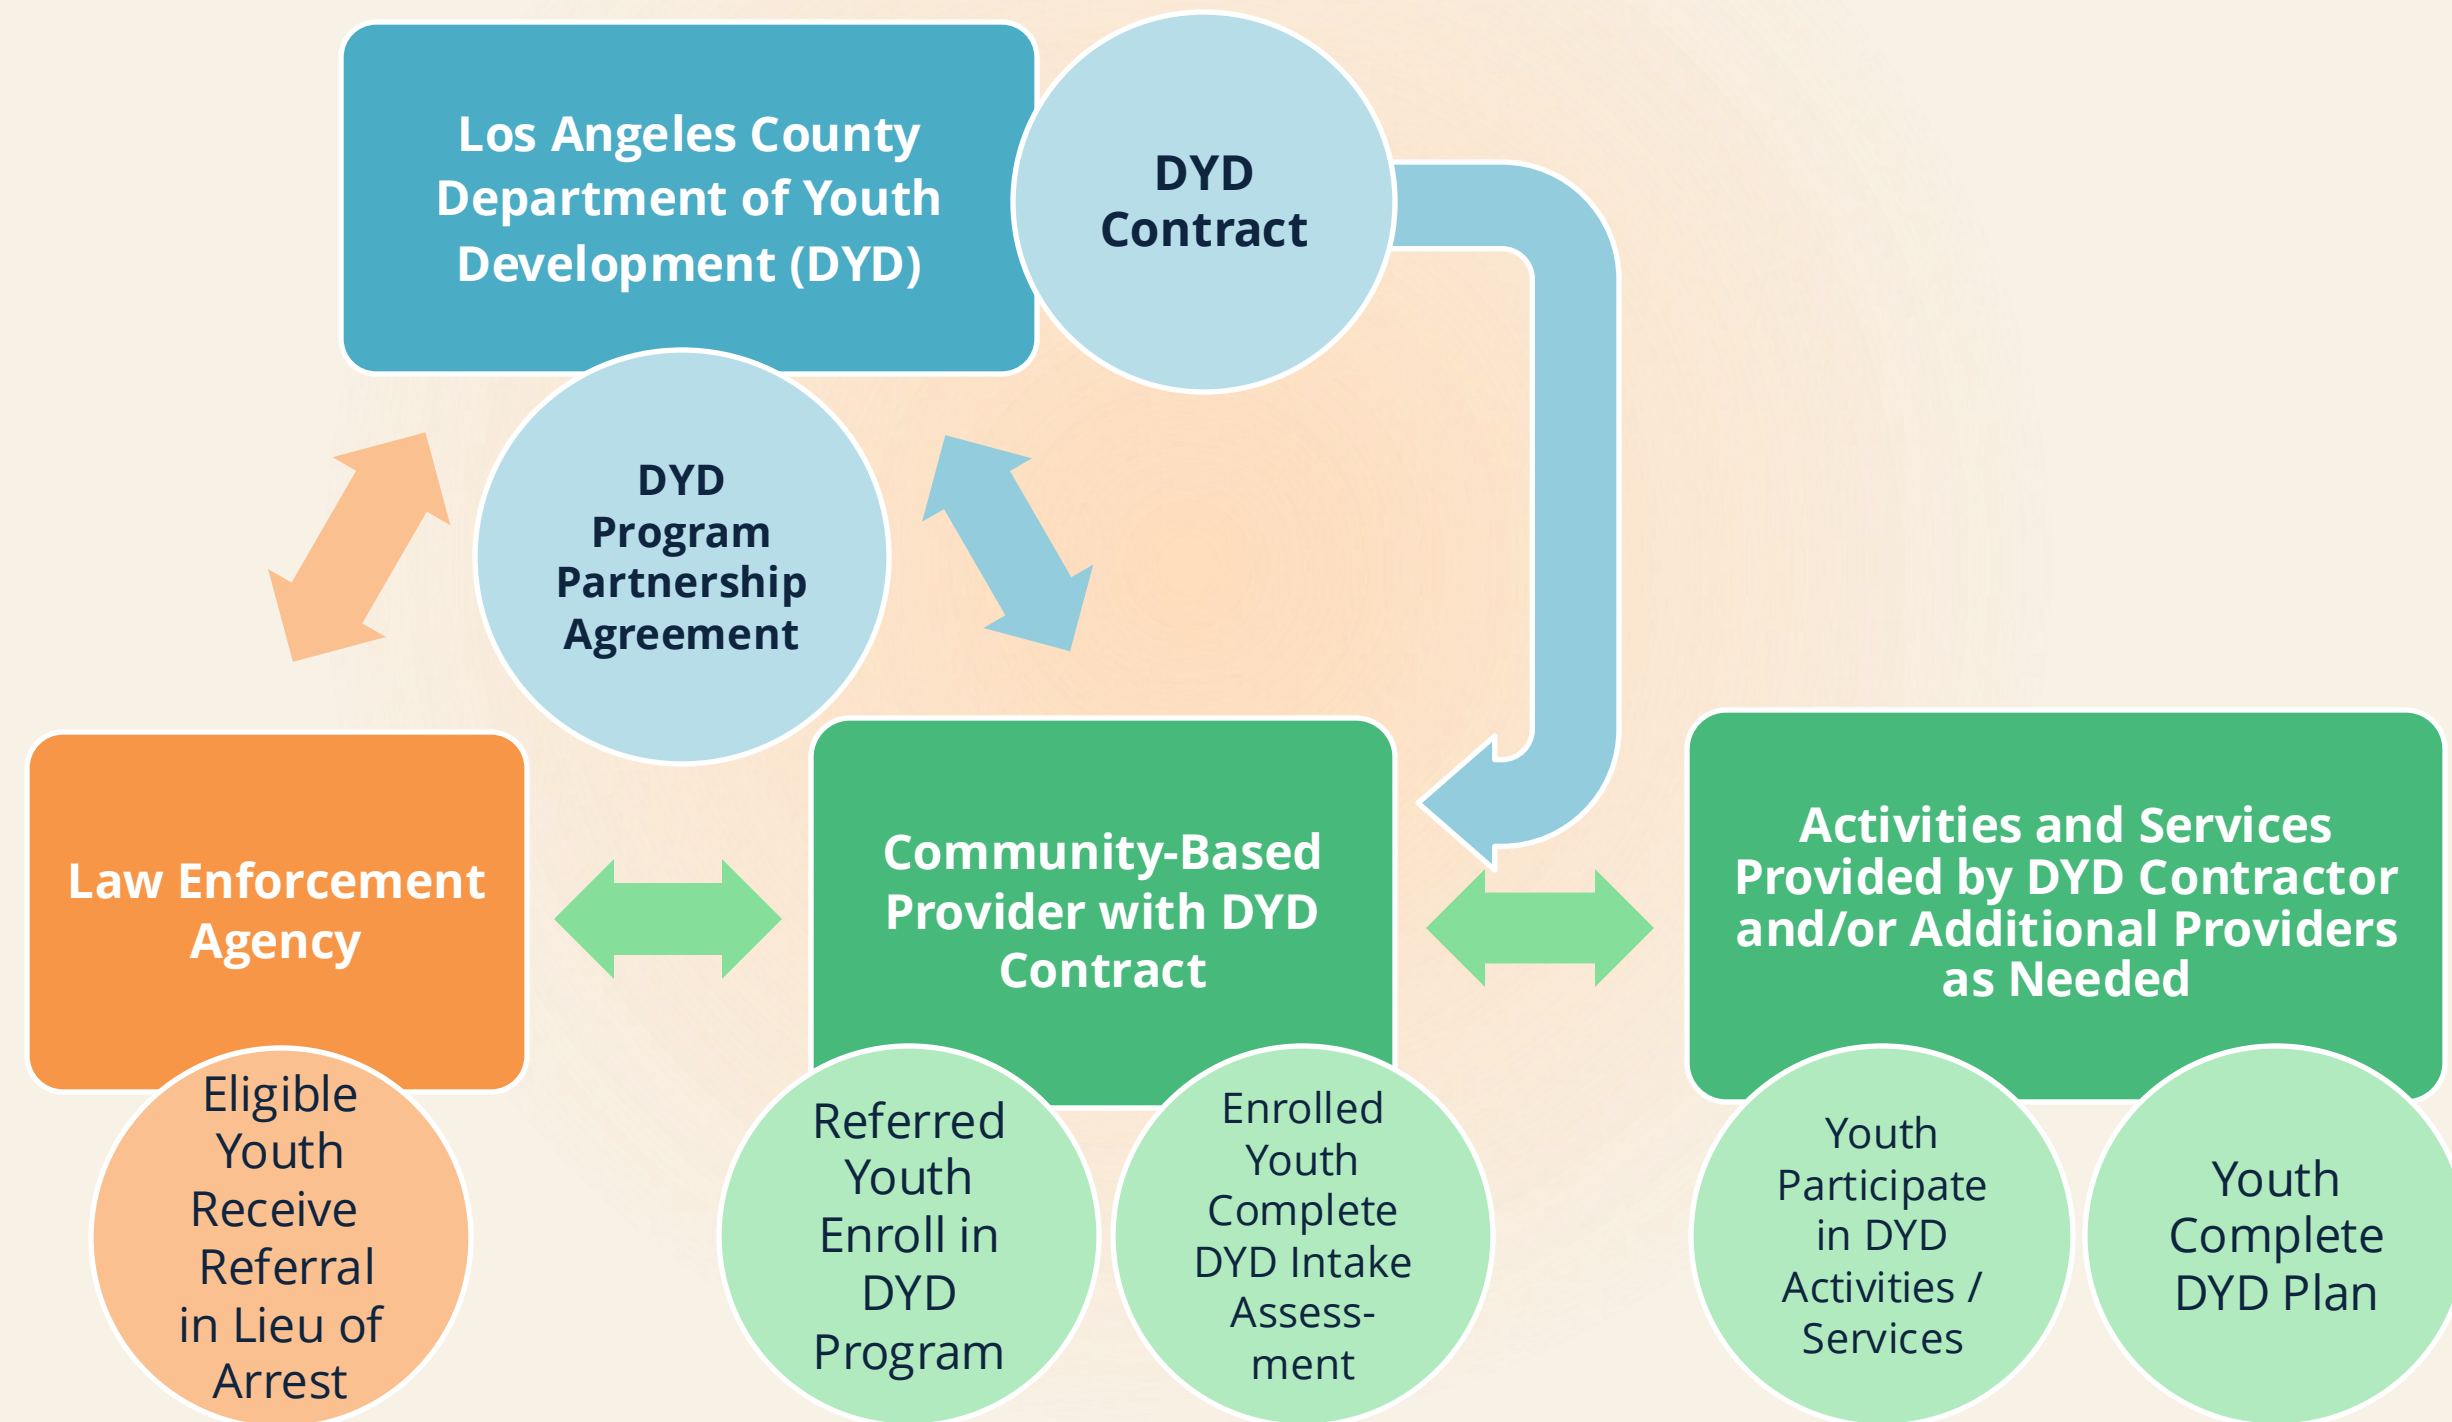 Los Angeles County
Department of Youth
Development (DYD)
DYD
Contract
DYD
Program
Partnership
Agreement
Law Enforcement
Agency
Community-Based
Provider with DYD
Contract
Activities and Services
Provided by DYD Contractor
and/or Additional Providers
as Needed
Eligible
Youth
Receive
Referral
in Lieu of
Arrest
Referred
Youth
Enroll in
DYD
Program
Enrolled
Youth
Complete
DYD Intake
Assess-
ment
Youth
Participate
in DYD
Activities /
Services
Youth
Complete
DYD Plan